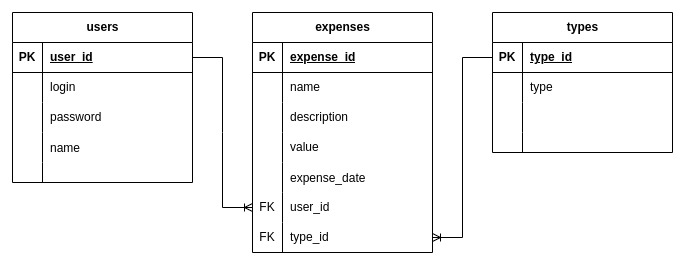 users
PK user_id
login
password
name
expenses
PK expense_id
name
description
value
expense_date
FK user_id
FK type_id
types
PK type_id
type